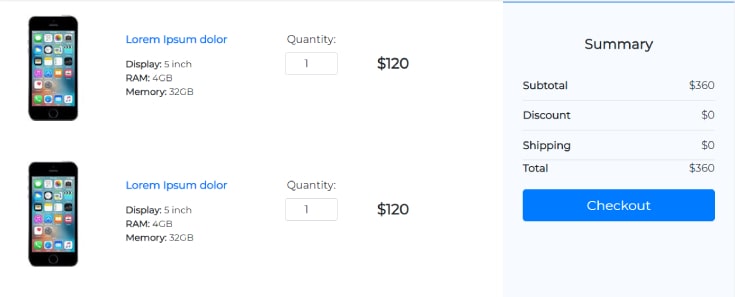 Lorem Ipsum dolor
Display: 5 inch
RAM: 4GB
Memory: 32GB
Quantity:
1
$120
Lorem Ipsum dolor
Display: 5 inch
RAM: 4GB
Memory: 32GB
Quantity:
1
$120
Summary
Subtotal $360
Discount $0
Shipping $0
Total $360
Checkout